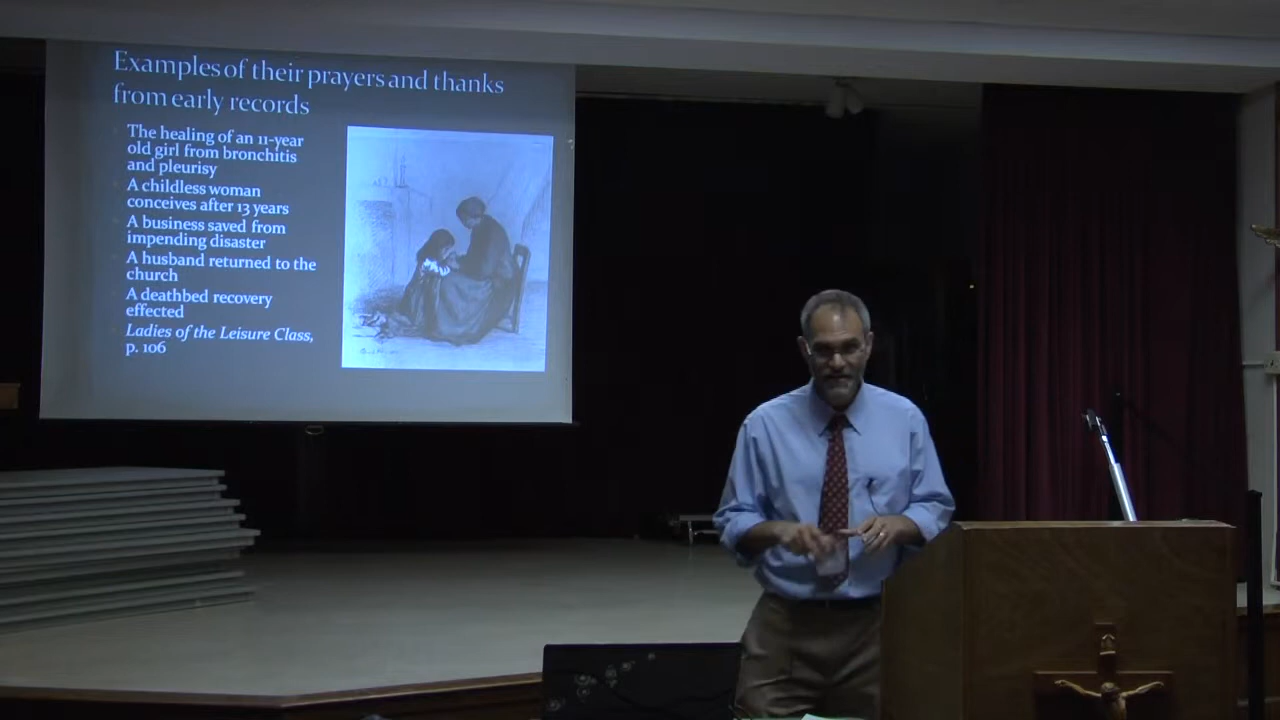 Examples of their prayers and thanks
from early records
The healing of an 11-year
old girl from bronchitis
and pleurisy
A childless woman
conceives after 13 years
A business saved from
impending disaster
A husband returned to the
church
A deathbed recovery
effected
Ladies of the Leisure Class,
p. 106